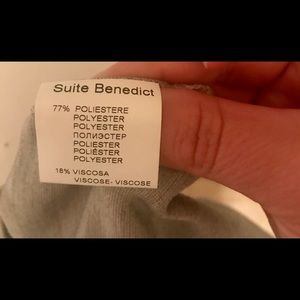 Suite Benedict
77% POLIESTERE
POLYESTER
POLYESTER
ПОЛИЭСТЕР
POLIESTER
POLIÉSTER
POLYESTER
18% VISCOSA
VISCOSE- VISCOSE